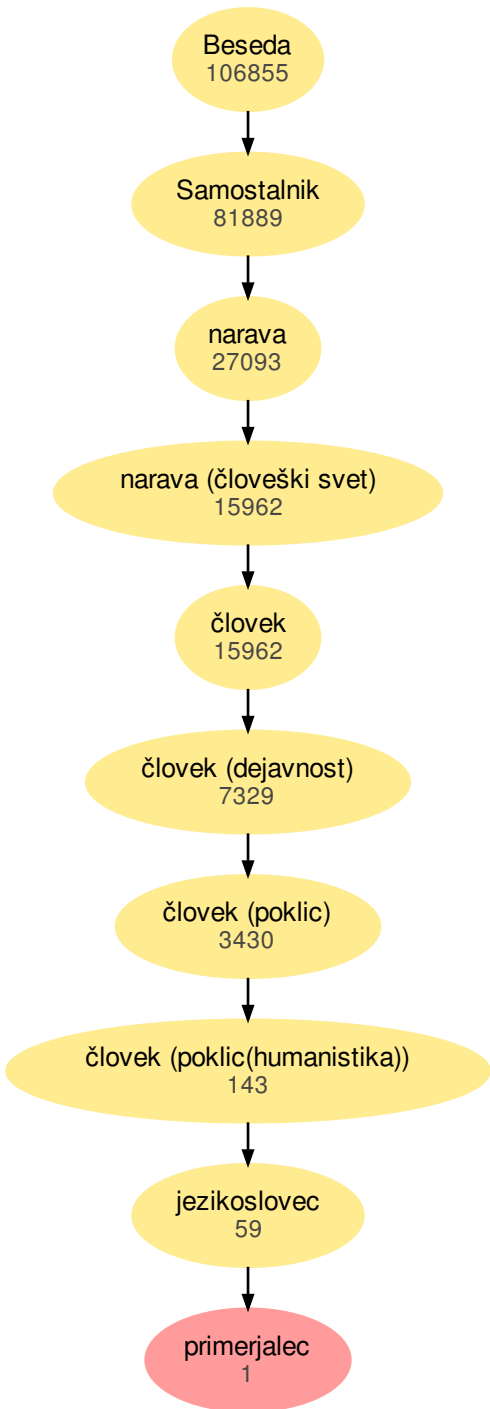 Beseda
106855
Samostalnik
81889
narava
27093
narava (človeški svet)
15962
človek
15962
človek (dejavnost)
7329
človek (poklic)
3430
človek (poklic(humanistika))
143
jezikoslovec
59
primerjalec
1